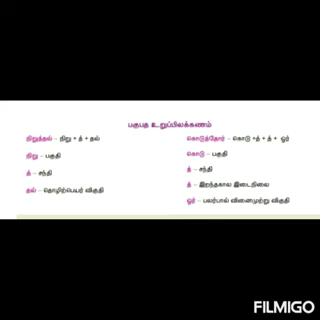 பகுபத உறுப்பிலக்கணம்
நிறுத்தல் – நிறு + த் + தல்
நிறு – பகுதி
த் – சந்தி
தல் – தொழிற்பெயர் விகுதி
கொடுத்தோர் – கொடு +த் + த் + ஓர்
கொடு – பகுதி
த் – சந்தி
த் – இறந்தகால இடைநிலை
ஓர் – பலர்பால் வினைமுற்று விகுதி
FILMIGO